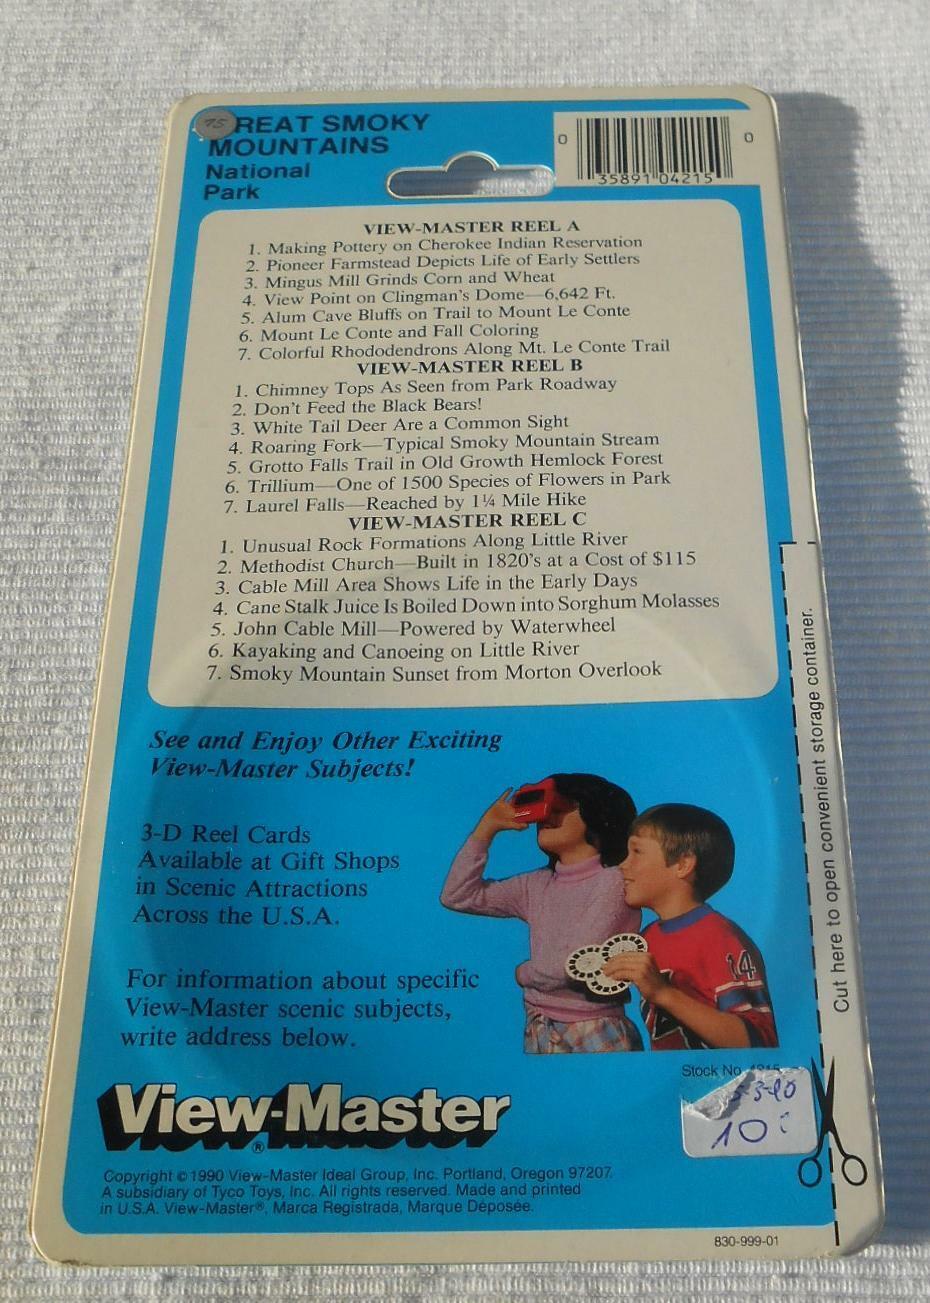 75 REAT SMOKY
MOUNTAINS
National
Park
0 35891 04215 0
VIEW-MASTER REEL A
1. Making Pottery on Cherokee Indian Reservation
2. Pioneer Farmstead Depicts Life of Early Settlers
3. Mingus Mill Grinds Corn and Wheat
4. View Point on Clingman's Dome—6,642 Ft.
5. Alum Cave Bluffs on Trail to Mount Le Conte
6. Mount Le Conte and Fall Coloring
7. Colorful Rhododendrons Along Mt. Le Conte Trail
VIEW-MASTER REEL B
1. Chimney Tops As Seen from Park Roadway
2. Don't Feed the Black Bears!
3. White Tail Deer Are a Common Sight
4. Roaring Fork—Typical Smoky Mountain Stream
5. Grotto Falls Trail in Old Growth Hemlock Forest
6. Trillium—One of 1500 Species of Flowers in Park
7. Laurel Falls—Reached by 1¼ Mile Hike
VIEW-MASTER REEL C
1. Unusual Rock Formations Along Little River
2. Methodist Church—Built in 1820's at a Cost of $115
3. Cable Mill Area Shows Life in the Early Days
4. Cane Stalk Juice Is Boiled Down into Sorghum Molasses
5. John Cable Mill—Powered by Waterwheel
6. Kayaking and Canoeing on Little River
7. Smoky Mountain Sunset from Morton Overlook
See and Enjoy Other Exciting
View-Master Subjects!
3-D Reel Cards
Available at Gift Shops
in Scenic Attractions
Across the U.S.A.
14
For information about specific
View-Master scenic subjects,
write address below.
Cut here to open convenient storage container.
Stock No.
10
View-Master®
Copyright © 1990 View-Master Ideal Group, Inc. Portland, Oregon 97207.
A subsidiary of Tyco Toys, Inc. All rights reserved. Made and printed
in U.S.A. View-Master®, Marca Registrada, Marque Déposée.
830-999-01